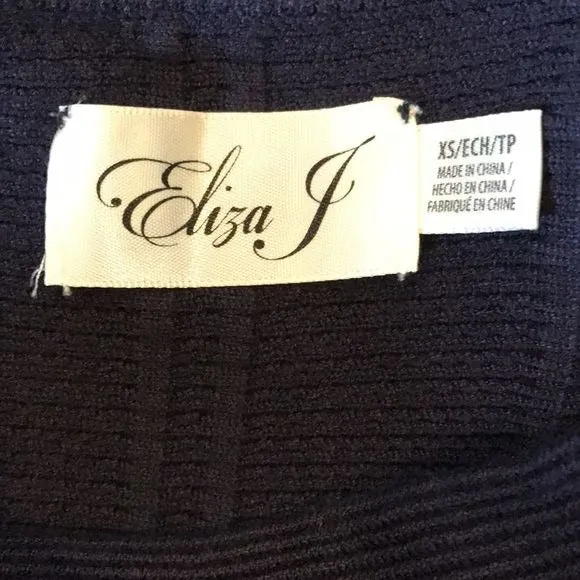 Eliza J
XS/ECH/TP
MADE IN CHINA /
HECHO EN CHINA /
FABRIQUÉ EN CHINE